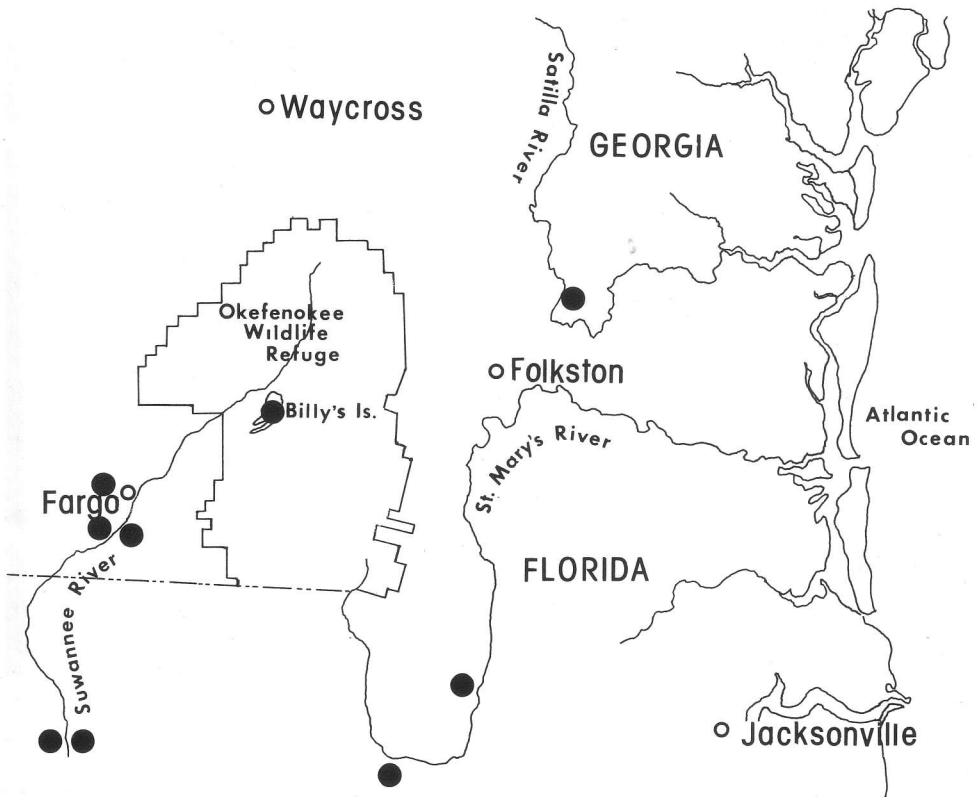 Waycross
Satilla River
GEORGIA
Okefenokee
Wildlife
Refuge
Folkston
Billy's Is.
Atlantic
Ocean
St. Mary's River
Fargo
FLORIDA
Suwannee River
Jacksonville